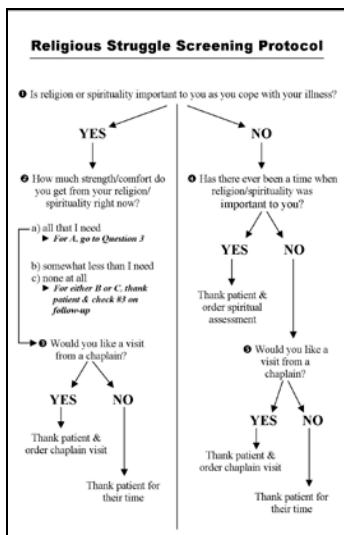 Religious Struggle Screening Protocol
❶ Is religion or spirituality important to you as you cope with your illness?
YES
NO
❷ How much strength/comfort do
you get from your religion/
spirituality right now?
a) all that I need
► For A, go to Question 3
b) somewhat less than I need
c) none at all
► For either B or C, thank
patient & check #3 on
follow-up
❸ Would you like a visit
from a chaplain?
YES
NO
Thank patient &
order chaplain visit
Thank patient for
their time
❹ Has there ever been a time when
religion/spirituality was
important to you?
YES
NO
Thank patient &
order spiritual
assessment
❺ Would you like a
visit from a
chaplain?
YES
NO
Thank patient &
order chaplain visit
Thank patient for
their time